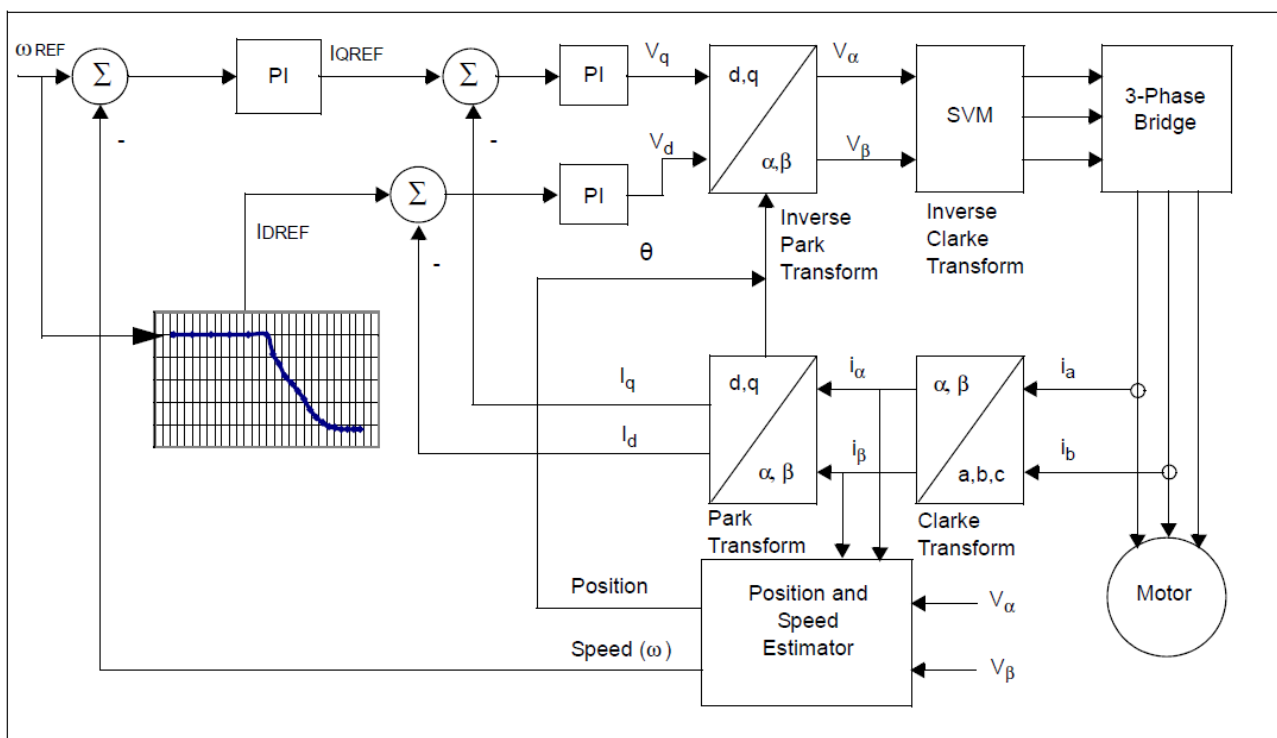 ωREF
Σ
-
PI
IQREF
Σ
-
PI
Vq
d,q
α,β
Inverse
Park
Transform
Vα
Vβ
SVM
Inverse
Clarke
Transform
3-Phase
Bridge
IDREF
Σ
-
PI
Vd
θ
Iq
Id
d,q
α, β
Park
Transform
iα
iβ
α, β
a,b,c
Clarke
Transform
ia
ib
Motor
Position
Speed (ω)
Position and
Speed
Estimator
Vα
Vβ